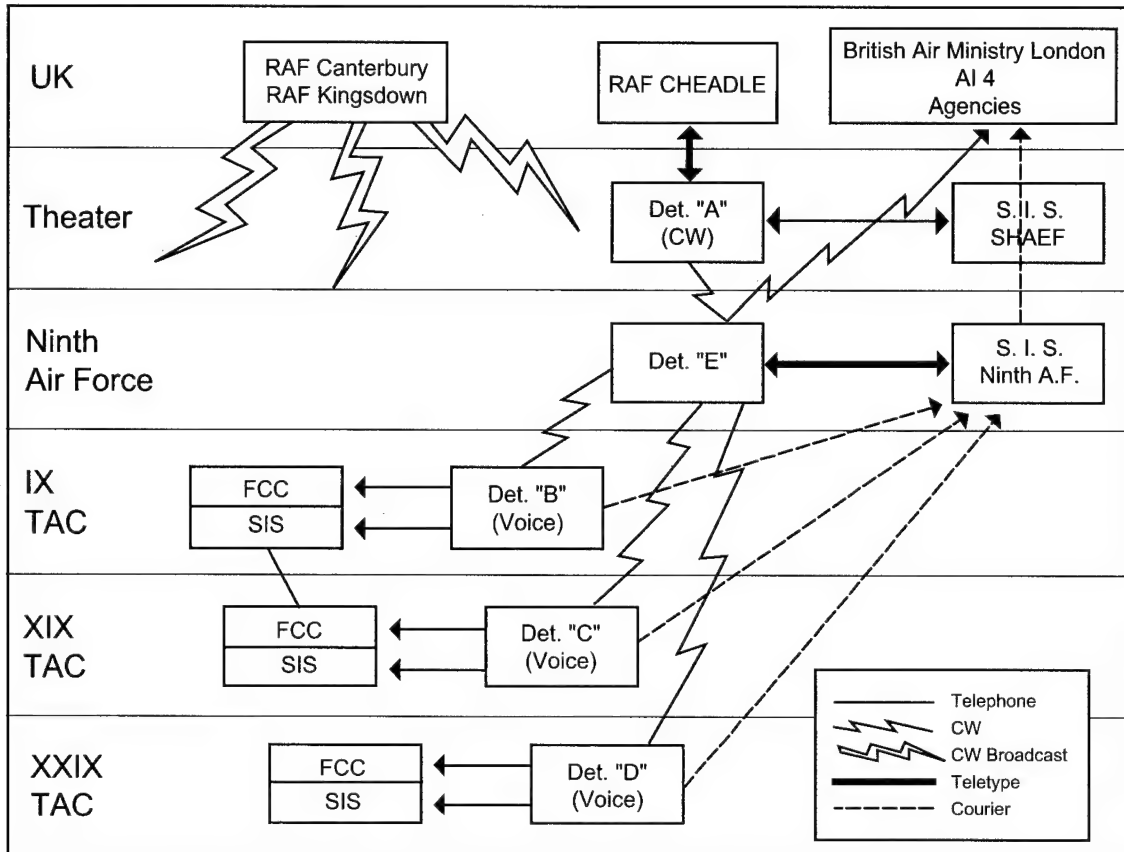 UK
RAF Canterbury
RAF Kingsdown
RAF CHEADLE
British Air Ministry London
AI 4
Agencies
Theater
Det. "A"
(CW)
S.I.S.
SHAEF
Ninth
Air Force
Det. "E"
S. I. S.
Ninth A.F.
IX
TAC
FCC
SIS
Det. "B"
(Voice)
XIX
TAC
FCC
SIS
Det. "C"
(Voice)
XXIX
TAC
FCC
SIS
Det. "D"
(Voice)
Telephone
CW
CW Broadcast
Teletype
Courier